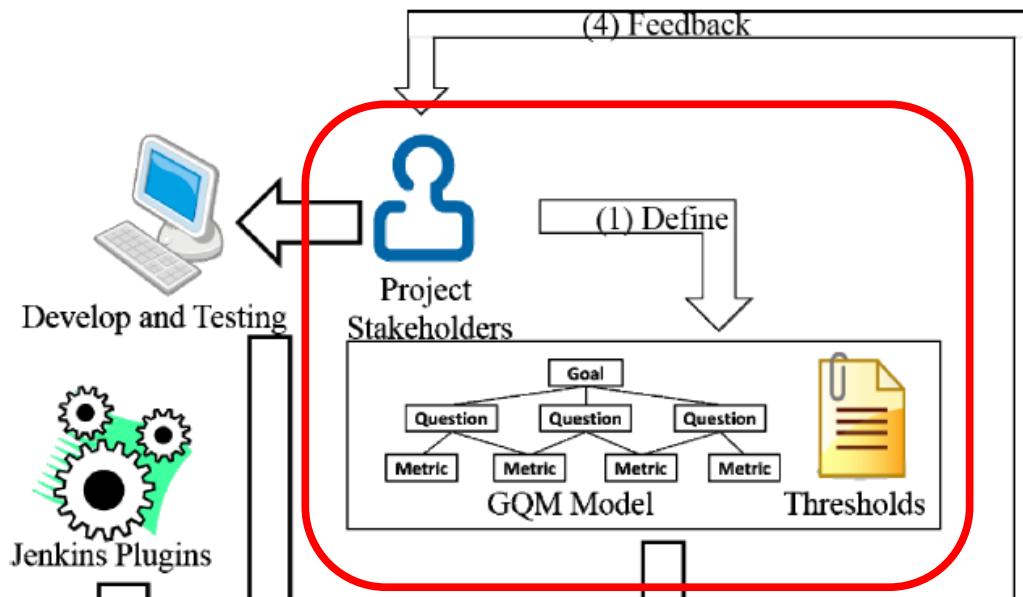 (4) Feedback
(1) Define
Project
Stakeholders
Develop and Testing
Goal
Question Question Question
Metric Metric Metric Metric
GQM Model Thresholds
Jenkins Plugins